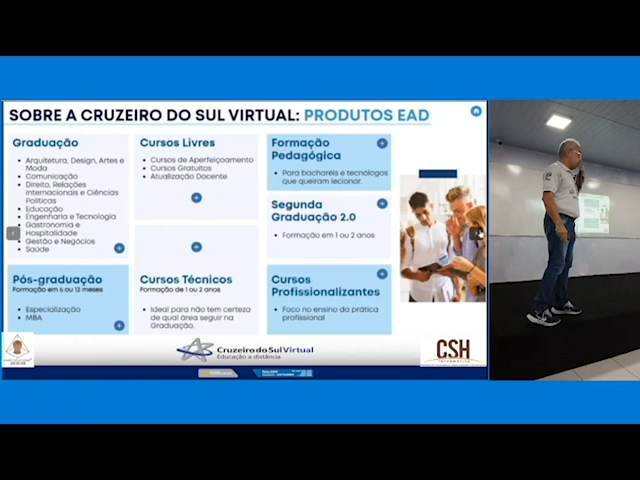 SOBRE A CRUZEIRO DO SUL VIRTUAL: PRODUTOS EAD
Graduação
Arquitetura, Design, Artes e
Moda
Comunicação
Direito, Relações
Internacionais e Ciências
Políticas
Educação
Engenharia e Tecnologia
Gastronomia e
Hospitalidade
Gestão e Negócios
Saúde
Cursos Livres
Cursos de Aperfeiçoamento
Cursos Gratuitos
Atualização Docente
Formação
Pedagógica
Para bacharéis e tecnólogos
que queiram lecionar.
Segunda
Graduação 2.0
Formação em 1 ou 2 anos
Pós-graduação
Formação em 6 ou 12 meses
Especialização
MBA
Cursos Técnicos
Formação de 1 ou 2 anos
Ideal para não tem certeza
de qual área seguir na
Graduação.
Cursos
Profissionalizantes
Foco no ensino da prática
profissional
Cruzeiro do Sul Virtual
Educação a distância
CSH